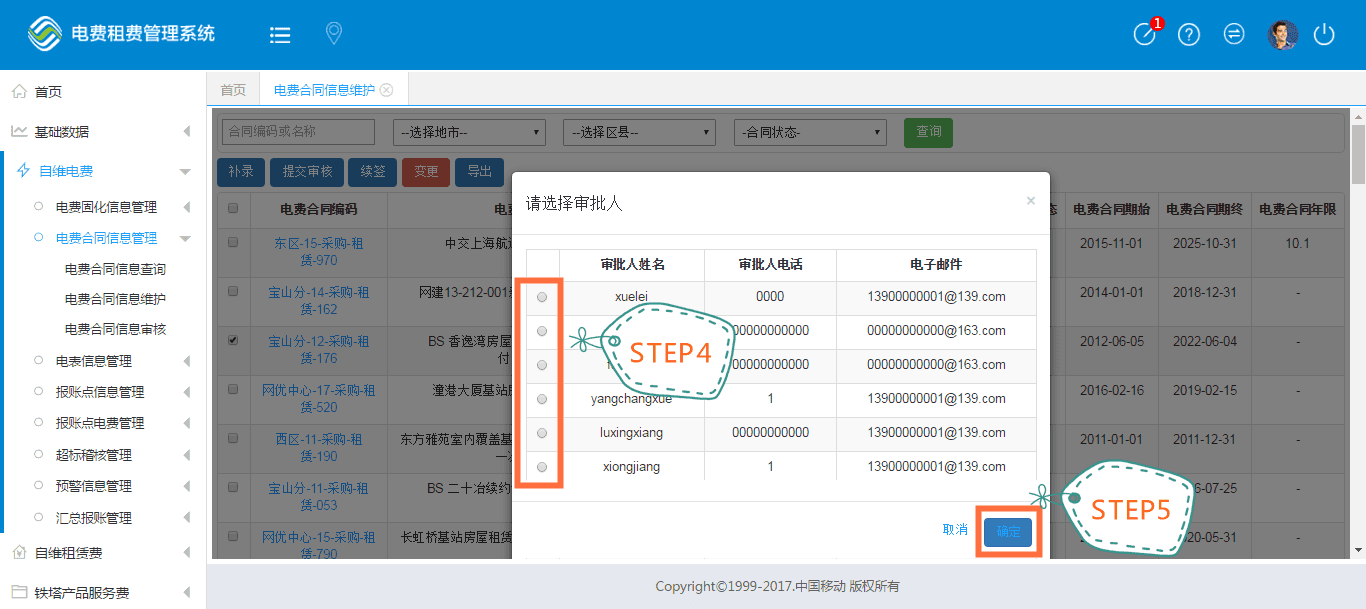 电费租费管理系统
1
首页
基础数据
自维电费
电费固化信息管理
电费合同信息管理
电费合同信息查询
电费合同信息维护
电费合同信息审核
电表信息管理
报账点信息管理
报账点电费管理
超标稽核管理
预警信息管理
汇总报账管理
自维租赁费
铁塔产品服务费
首页 电费合同信息维护
合同编码或名称 --选择地市-- --选择区县-- -合同状态- 查询
补录 提交审核 续签 变更 导出
电费合同编码 电费 态 电费合同期始 电费合同期终 电费合同年限
东区-15-采购-租 中交上海航道 2015-11-01 2025-10-31 10.1
赁-970
宝山分-14-采购-租 网建13-212-001 2014-01-01 2018-12-31 -
赁-162
宝山分-12-采购-租 BS 香逸湾房屋 2012-06-05 2022-06-04 -
赁-176 付
网优中心-17-采购-租 潼港大厦基站房 2016-02-16 2019-02-15 -
赁-520
西区-11-采购-租 东方雅苑室内覆盖基 2011-01-01 2011-12-31 -
赁-190 一次
宝山分-11-采购-租 BS 二十冶续约 6-07-25 -
赁-053
网优中心-15-采购-租 长虹桥基站房屋租赁 020-05-31 -
赁-790
请选择审批人 ×
审批人姓名 审批人电话 电子邮件
xuelei 0000 13900000001@139.com
00000000000 00000000000@163.com
00000000000 00000000000@163.com
yangchangxue 1 13900000001@139.com
luxingxiang 00000000000 13900000001@139.com
xiongjiang 1 13900000001@139.com
取消 确定
STEP4
STEP5
Copyright©1999-2017.中国移动 版权所有